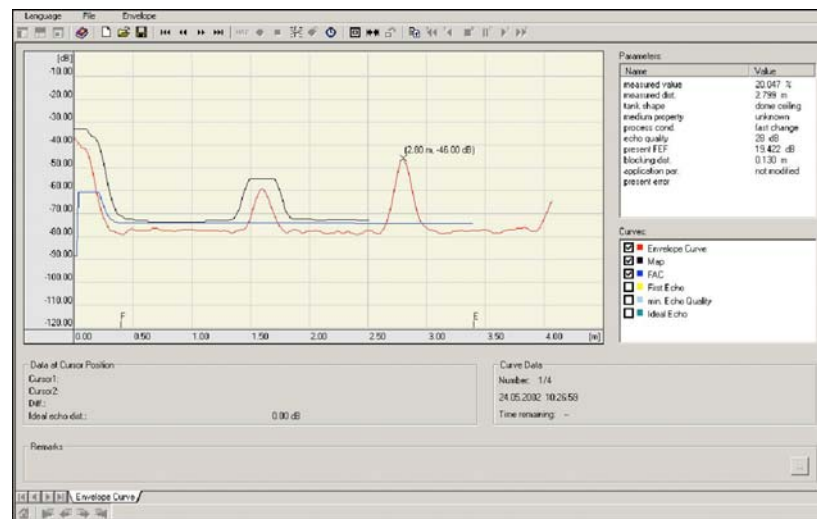 Language File Envelope
[dB]
-10.00
-20.00
-30.00
-40.00
-50.00
-60.00
-70.00
-80.00
-90.00
-100.00
-110.00
-120.00
(2.80 m, -46.00 dB)
F E
0.00 0.50 1.00 1.50 2.00 2.50 3.00 3.50 4.00 [m]
Parameters:
Name Value
measured value 20.047 %
measured dist. 2.799 m
tank shape dome ceiling
medium property unknown
process cond. fast change
echo quality 28 dB
present FEF 19.422 dB
blocking dist. 0.130 m
application par. not modified
present error
Curves:
Envelope Curve
Map
FAC
First Echo
min. Echo Quality
Ideal Echo
Data at Cursor Position
Cursor1:
Cursor2:
Diff.:
Ideal echo dist.: 0.00 dB
Curve Data
Number: 1/4
24.05.2002 10:26:59
Time remaining: --
Remarks
...
Envelope Curve